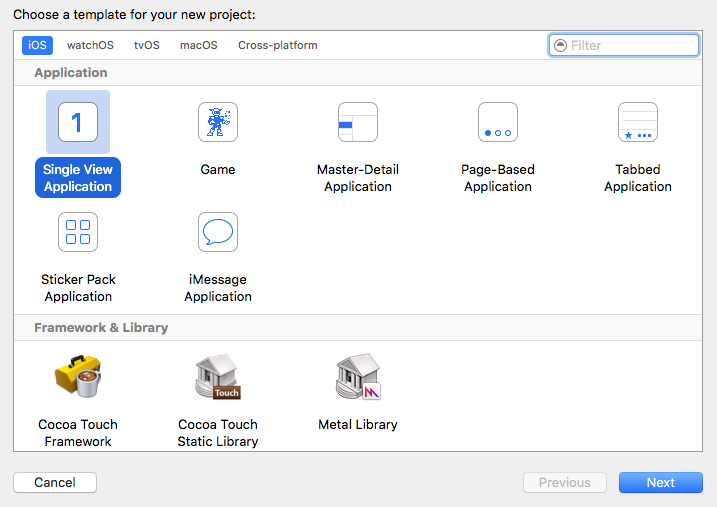 Choose a template for your new project:
iOS watchOS tvOS macOS Cross-platform Filter
Application
1
Single View Application
Game
Master-Detail Application
Page-Based Application
Tabbed Application
Sticker Pack Application
iMessage Application
Framework & Library
Touch
Cocoa Touch Framework
Cocoa Touch Static Library
Metal Library
Cancel Previous Next